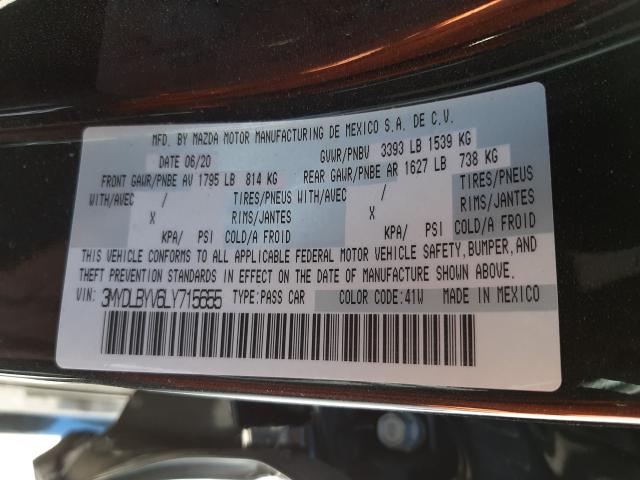 MFD. BY MAZDA MOTOR MANUFACTURING DE MEXICO S.A. DE C.V.
DATE 06/20 GVWR/PNBV 3393 LB 1539 KG
FRONT GAWR/PNBE AV 1795 LB 814 KG REAR GAWR/PNBE AR 1627 LB 738 KG
WITH/AVEC / TIRES/PNEUS WITH/AVEC / TIRES/PNEUS
X RIMS/JANTES X RIMS/JANTES
KPA/ PSI COLD/A FROID KPA/ PSI COLD/A FROID
THIS VEHICLE CONFORMS TO ALL APPLICABLE FEDERAL MOTOR VEHICLE SAFETY, BUMPER, AND
THEFT PREVENTION STANDARDS IN EFFECT ON THE DATE OF MANUFACTURE SHOWN ABOVE.
VIN: 3MYDLBYV6LY715655 TYPE: PASS CAR COLOR CODE: 41W MADE IN MEXICO